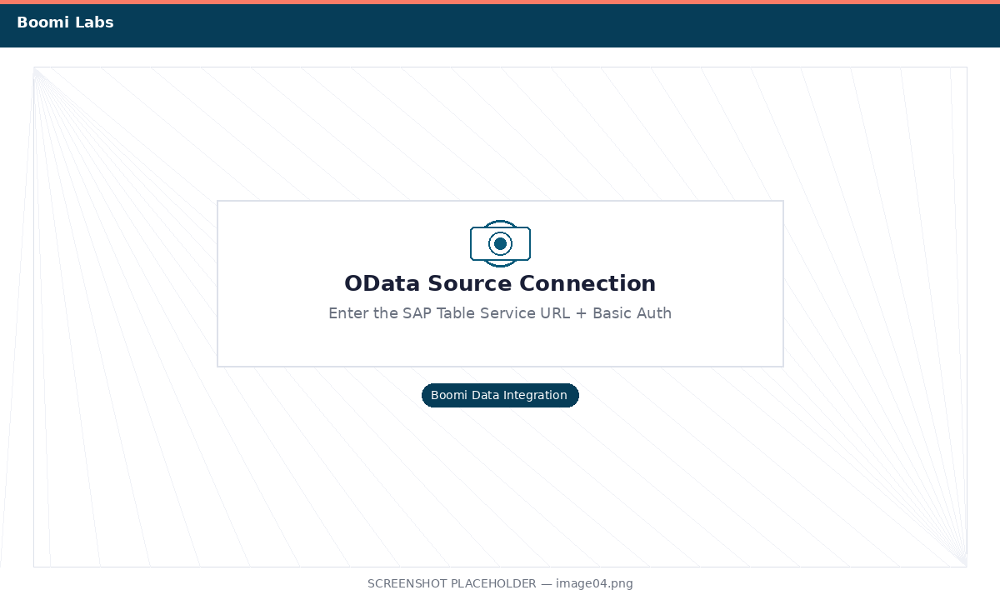 Boomi Labs
OData Source Connection
Enter the SAP Table Service URL + Basic Auth
Boomi Data Integration
SCREENSHOT PLACEHOLDER — image04.png